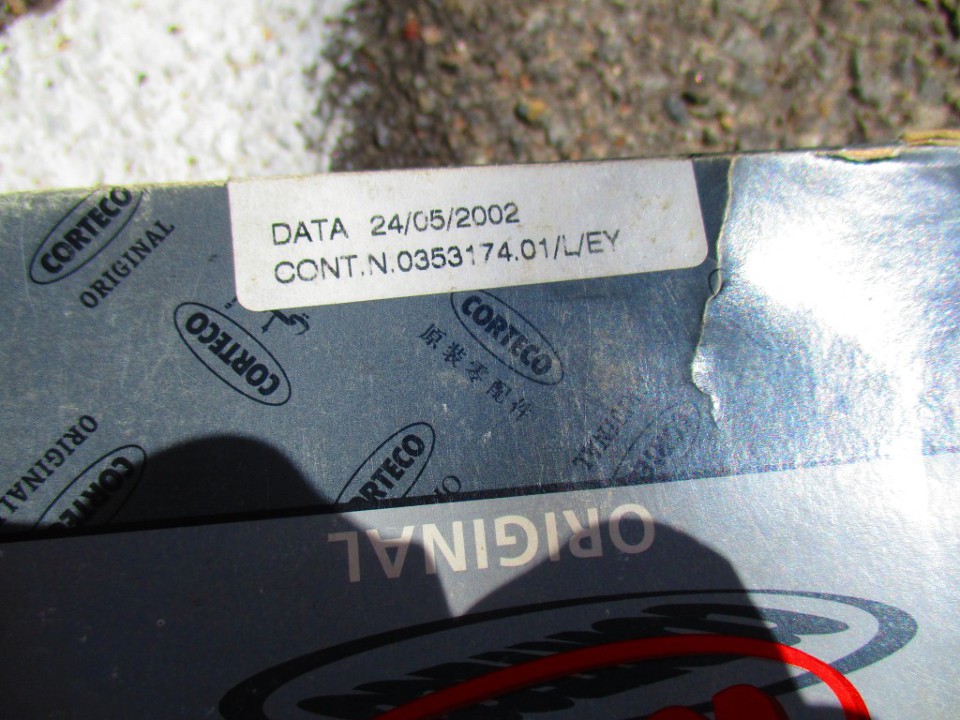 DATA 24/05/2002
CONT.N.0353174.01/L/EY
CORTECO
ORIGINAL
CORTECO
CORTECO
原装零配件
ORIGINAL
CORTECO
CORTECO
ORIGINAL